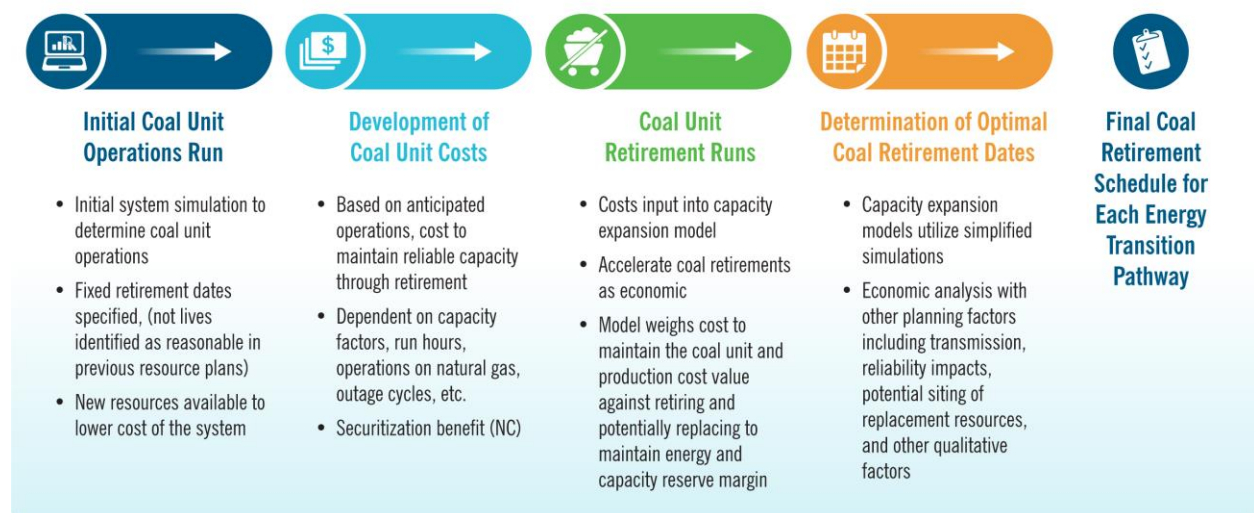 $
Initial Coal Unit
Operations Run
• Initial system simulation to
determine coal unit
operations
• Fixed retirement dates
specified, (not lives
identified as reasonable in
previous resource plans)
• New resources available to
lower cost of the system
Development of
Coal Unit Costs
• Based on anticipated
operations, cost to
maintain reliable capacity
through retirement
• Dependent on capacity
factors, run hours,
operations on natural gas,
outage cycles, etc.
• Securitization benefit (NC)
Coal Unit
Retirement Runs
• Costs input into capacity
expansion model
• Accelerate coal retirements
as economic
• Model weighs cost to
maintain the coal unit and
production cost value
against retiring and
potentially replacing to
maintain energy and
capacity reserve margin
Determination of Optimal
Coal Retirement Dates
• Capacity expansion
models utilize simplified
simulations
• Economic analysis with
other planning factors
including transmission,
reliability impacts,
potential siting of
replacement resources,
and other qualitative
factors
Final Coal
Retirement
Schedule for
Each Energy
Transition
Pathway